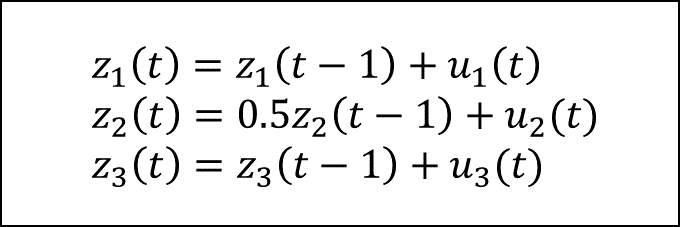 z₁(t) = z₁(t − 1) + u₁(t)
z₂(t) = 0.5z₂(t − 1) + u₂(t)
z₃(t) = z₃(t − 1) + u₃(t)